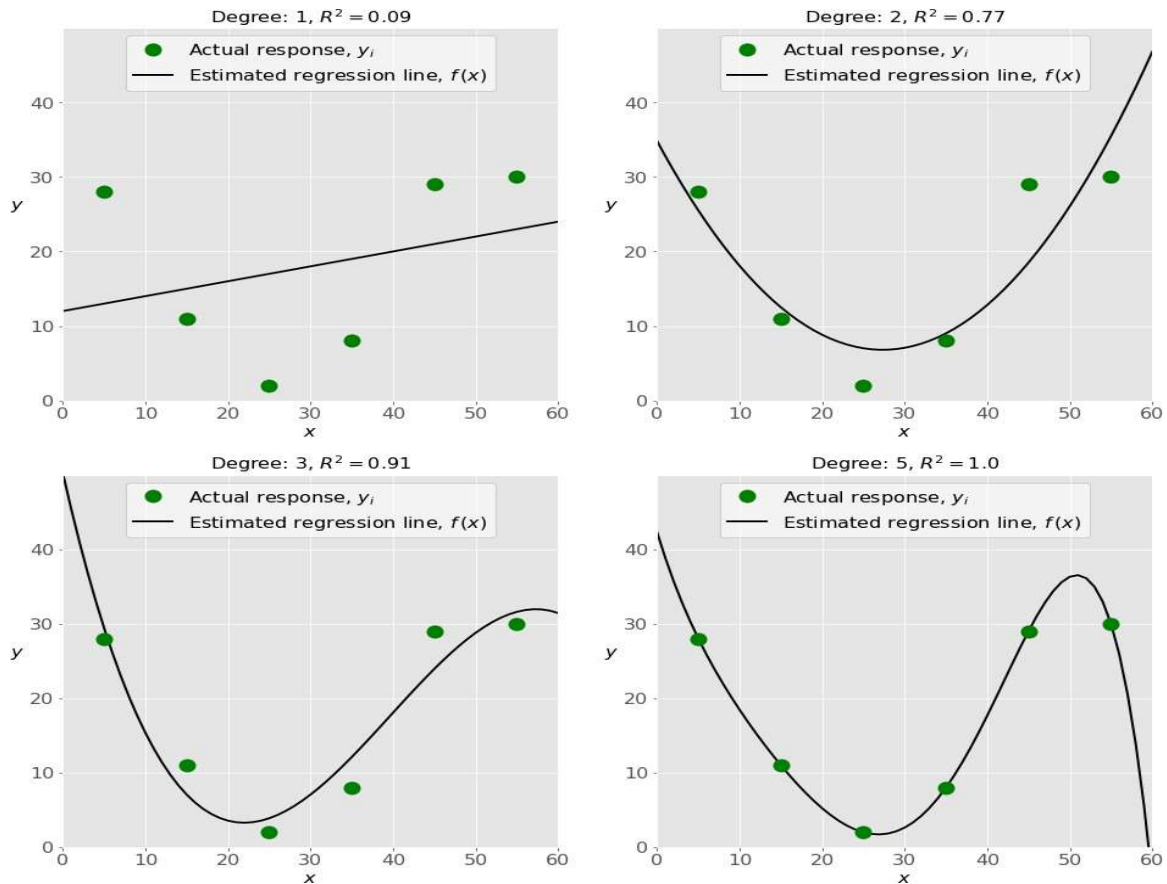 Degree: 1, R² = 0.09
Actual response, yᵢ
Estimated regression line, f(x)
40
30
y
20
10
0
0 10 20 30 40 50 60
x
Degree: 2, R² = 0.77
Actual response, yᵢ
Estimated regression line, f(x)
40
30
y
20
10
0
0 10 20 30 40 50 60
x
Degree: 3, R² = 0.91
Actual response, yᵢ
Estimated regression line, f(x)
40
30
y
20
10
0
0 10 20 30 40 50 60
x
Degree: 5, R² = 1.0
Actual response, yᵢ
Estimated regression line, f(x)
40
30
y
20
10
0
0 10 20 30 40 50 60
x